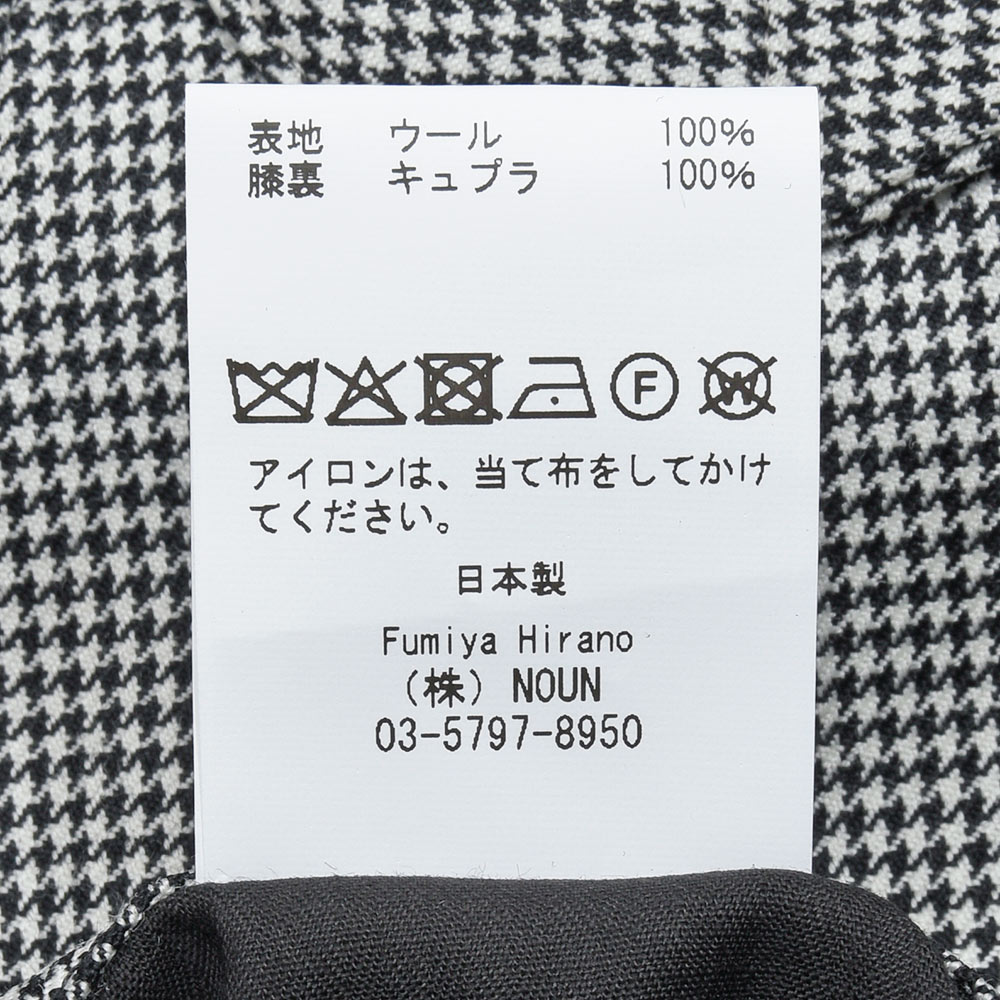 表地 ウール 100%
膝裏 キュプラ 100%
F W
アイロンは、当て布をしてかけ
てください。
日本製
Fumiya Hirano
(株) NOUN
03-5797-8950